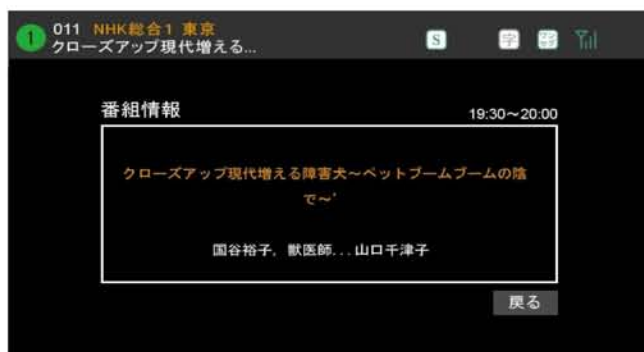 1
011 NHK総合1 東京
クローズアップ現代増える...
S
字
番組情報
19:30〜20:00
クローズアップ現代増える障害犬〜ペットブームブームの陰
で〜'
国谷裕子, 獣医師...山口千津子
戻る